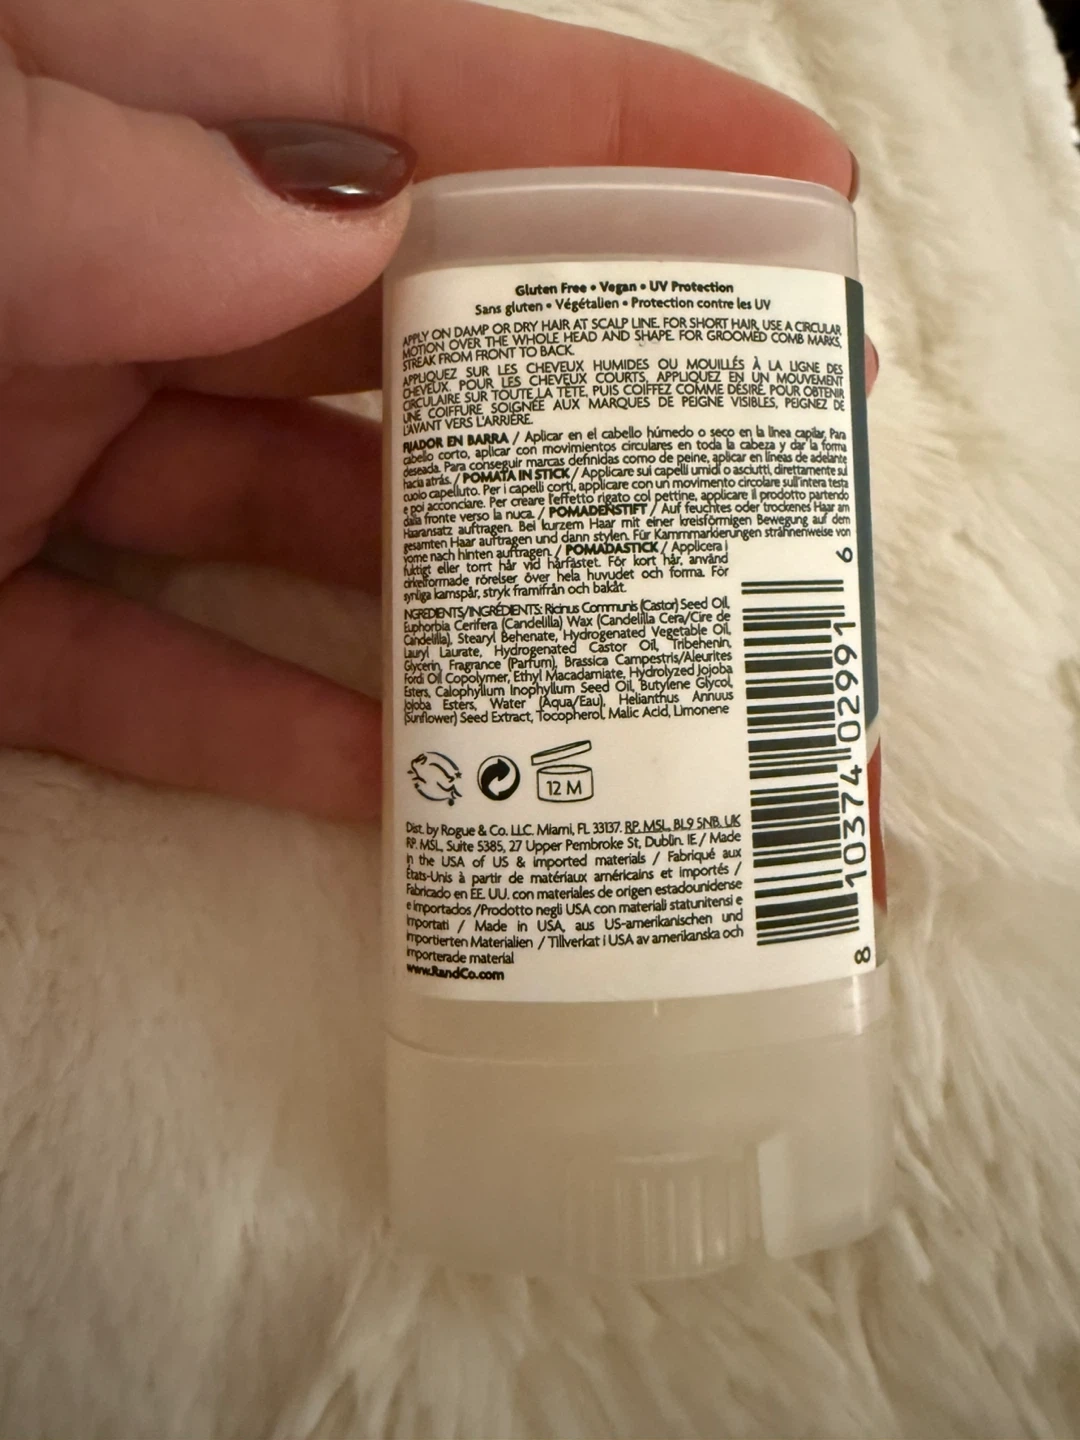 Gluten Free • Vegan • UV Protection
Sans gluten • Végétalien • Protection contre les UV
APPLY ON DAMP OR DRY HAIR AT SCALP LINE. FOR SHORT HAIR, USE A CIRCULAR
MOTION OVER THE WHOLE HEAD AND SHAPE. FOR GROOMED COMB MARKS,
STREAK FROM FRONT TO BACK.
APPLIQUEZ SUR LES CHEVEUX HUMIDES OU MOUILLÉS À LA LIGNE DES
CHEVEUX. POUR LES CHEVEUX COURTS, APPLIQUEZ EN UN MOUVEMENT
CIRCULAIRE SUR TOUTE LA TÊTE, PUIS COIFFEZ COMME DÉSIRÉ. POUR OBTENIR
UNE COIFFURE SOIGNÉE AUX MARQUES DE PEIGNE VISIBLES, PEIGNEZ DE
L'AVANT VERS L'ARRIÈRE.
FIJADOR EN BARRA / Aplicar en el cabello húmedo o seco en la línea capilar. Para
cabello corto, aplicar con movimientos circulares en toda la cabeza y dar la forma
deseada. Para conseguir marcas definidas como de peine, aplicar en líneas de adelante
hacia atrás. / POMATA IN STICK / Applicare sui capelli umidi o asciutti, direttamente sul
cuoio capelluto. Per i capelli corti, applicare con un movimento circolare sull'intera testa
e poi acconciare. Per creare l'effetto rigato col pettine, applicare il prodotto partendo
dalla fronte verso la nuca. / POMADENSTIFT / Auf feuchtes oder trockenes Haar am
Haaransatz auftragen. Bei kurzem Haar mit einer kreisförmigen Bewegung auf dem
gesamten Haar auftragen und dann stylen. Für Kammmarkierungen strähnenweise von
vorne nach hinten auftragen. / POMADASTICK / Applicera i
fuktigt eller torrt hår vid hårfästet. För kort hår, använd
cirkelformade rörelser över hela huvudet och forma. För
synliga kamspår, stryk framifrån och bakåt.
INGREDIENTS/INGRÉDIENTS: Ricinus Communis (Castor) Seed Oil,
Euphorbia Cerifera (Candelilla) Wax (Candelilla Cera/Cire de
Candelilla), Stearyl Behenate, Hydrogenated Vegetable Oil,
Lauryl Laurate, Hydrogenated Castor Oil, Tribehenin,
Glycerin, Fragrance (Parfum), Brassica Campestris/Aleurites
Fordi Oil Copolymer, Ethyl Macadamiate, Hydrolyzed Jojoba
Esters, Calophyllum Inophyllum Seed Oil, Butylene Glycol,
Jojoba Esters, Water (Aqua/Eau), Helianthus Annuus
(Sunflower) Seed Extract, Tocopherol, Malic Acid, Limonene
12 M
Dist. by Rogue & Co. LLC. Miami, FL 33137. RP. MSL, BL9 5NB. UK
RP. MSL, Suite 5385, 27 Upper Pembroke St, Dublin. IE / Made
in the USA of US & imported materials / Fabriqué aux
États-Unis à partir de matériaux américains et importés /
Fabricado en EE. UU. con materiales de origen estadounidense
e importados /Prodotto negli USA con materiali statunitensi e
importati / Made in USA, aus US-amerikanischen und
importierten Materialien / Tillverkat i USA av amerikanska och
importerade material
www.RandCo.com
8 10374 02991 6